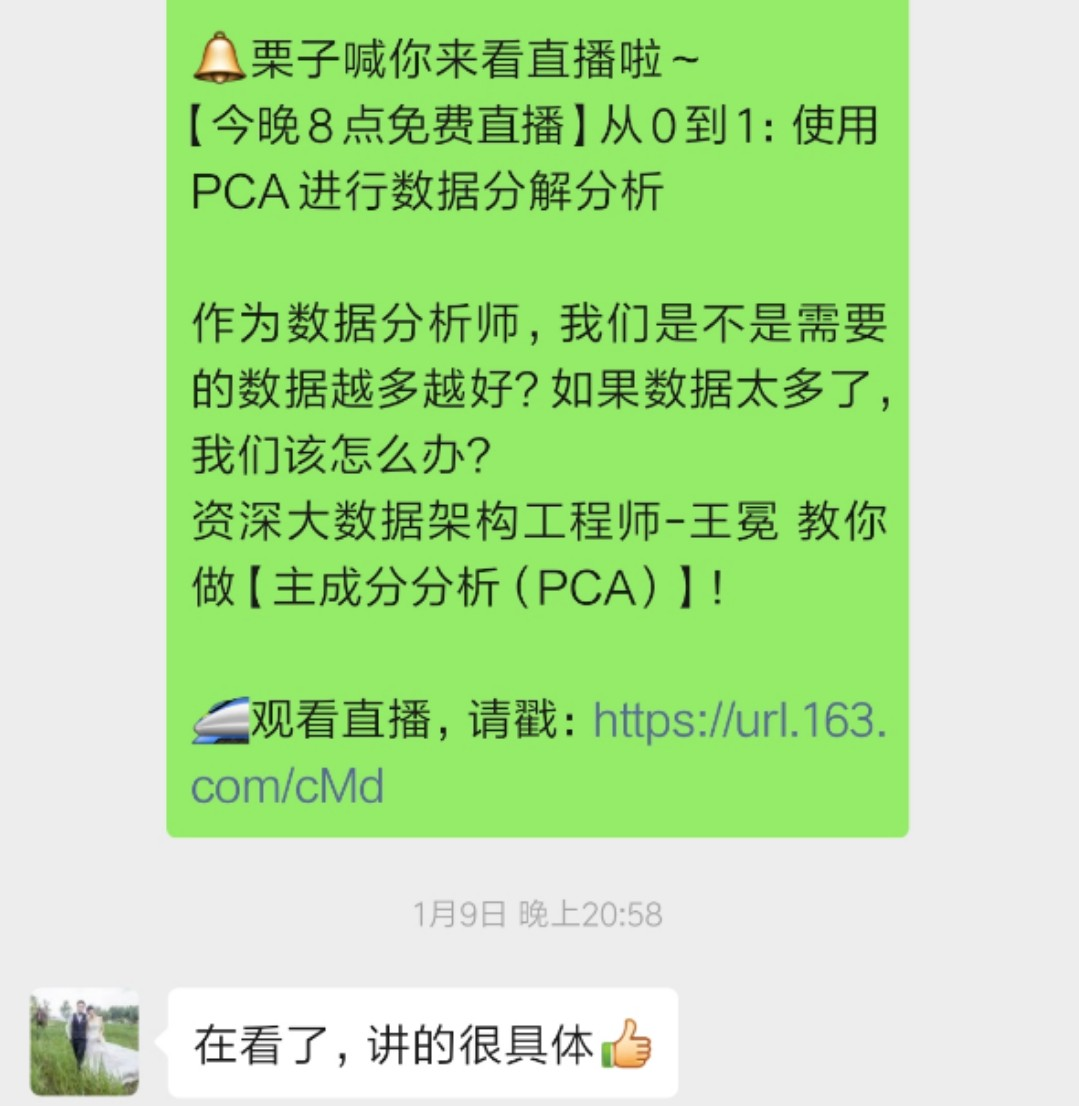 栗子喊你来看直播啦~
【今晚8点免费直播】从0到1：使用
PCA进行数据分解分析
作为数据分析师，我们是不是需要
的数据越多越好？如果数据太多了，
我们该怎么办？
资深大数据架构工程师-王冕 教你
做【主成分分析（PCA）】！
观看直播，请戳：https://url.163.
com/cMd
1月9日 晚上20:58
在看了，讲的很具体